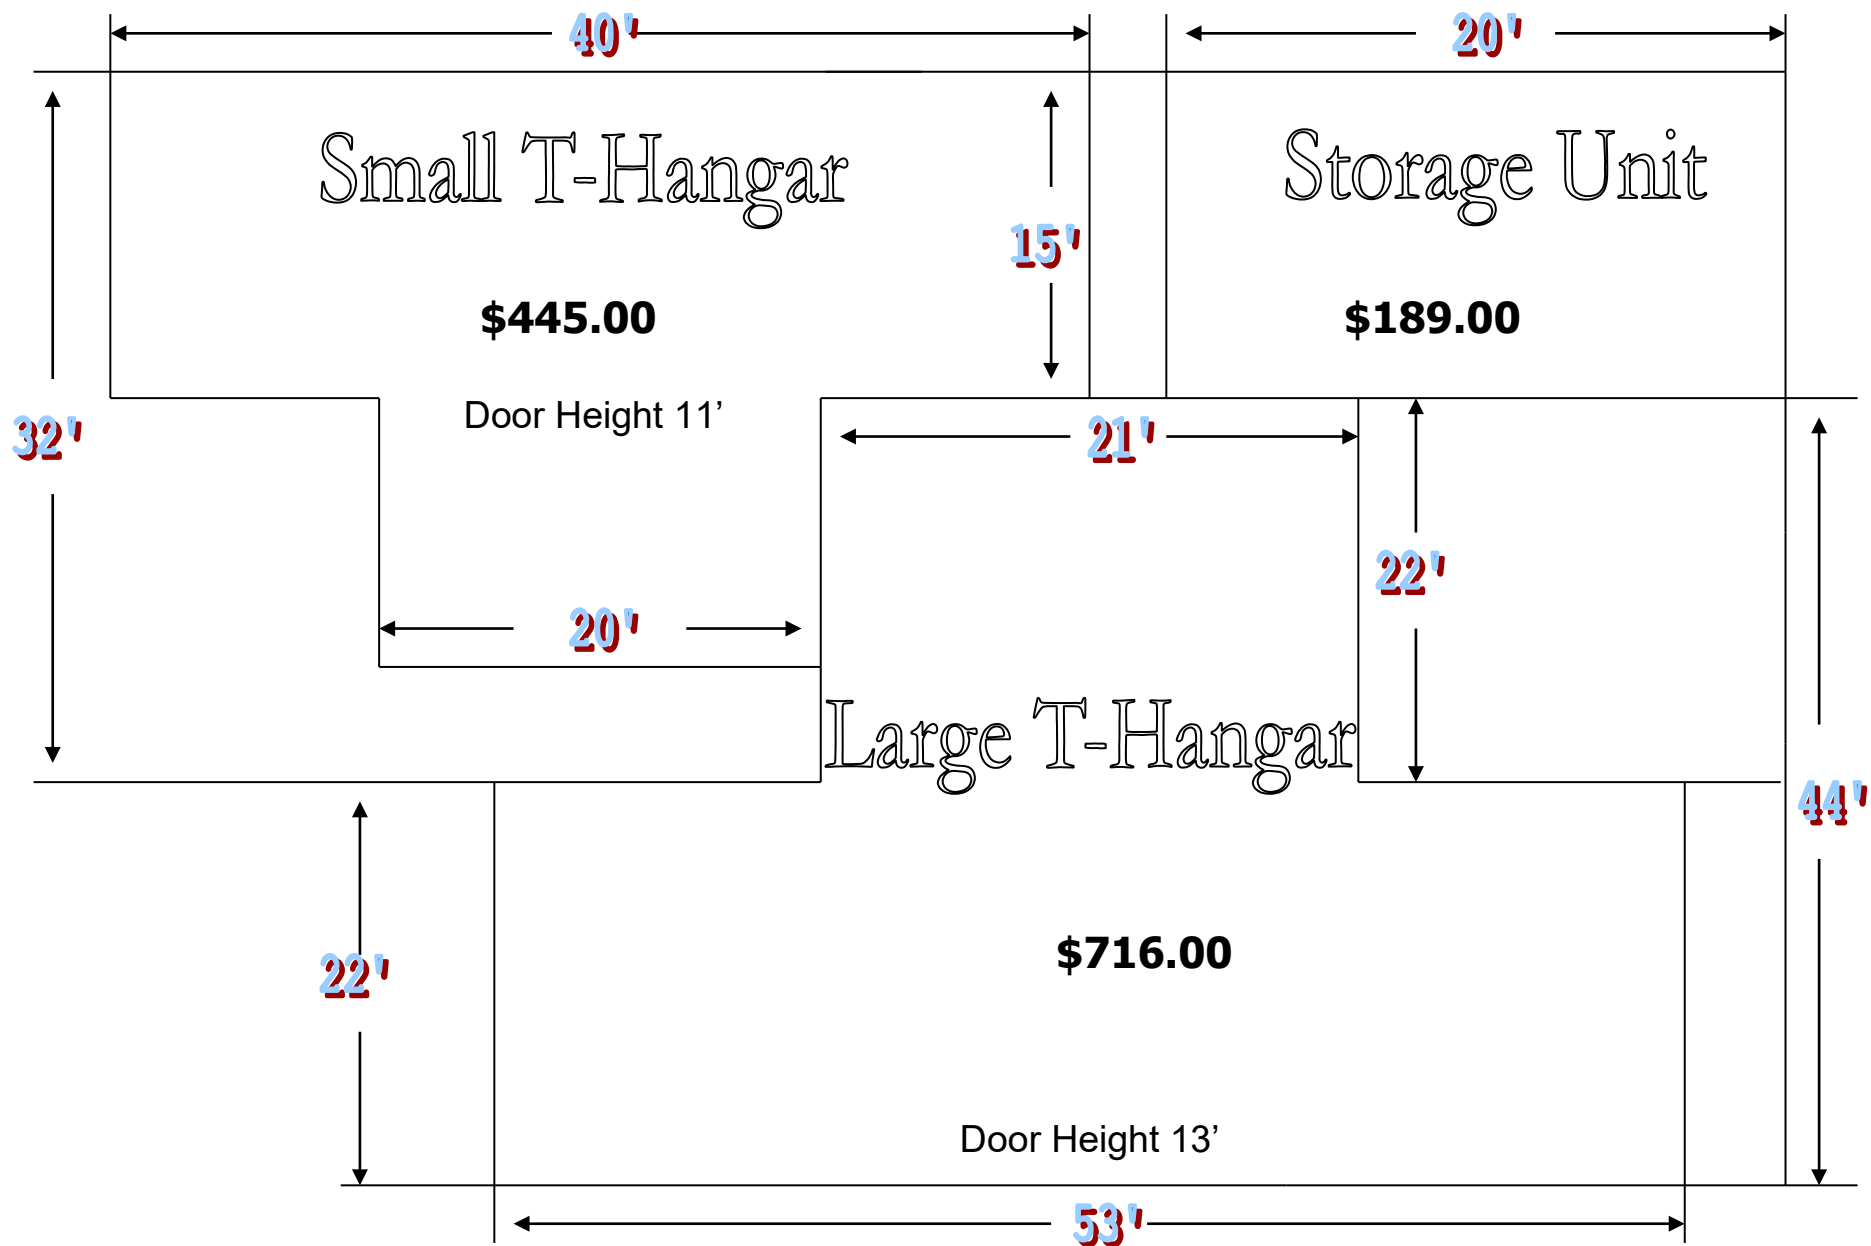 40'
20'
Small T-Hangar
Storage Unit
15'
$445.00
$189.00
Door Height 11’
32'
21'
22'
20'
Large T-Hangar
44'
$716.00
22'
Door Height 13’
53'